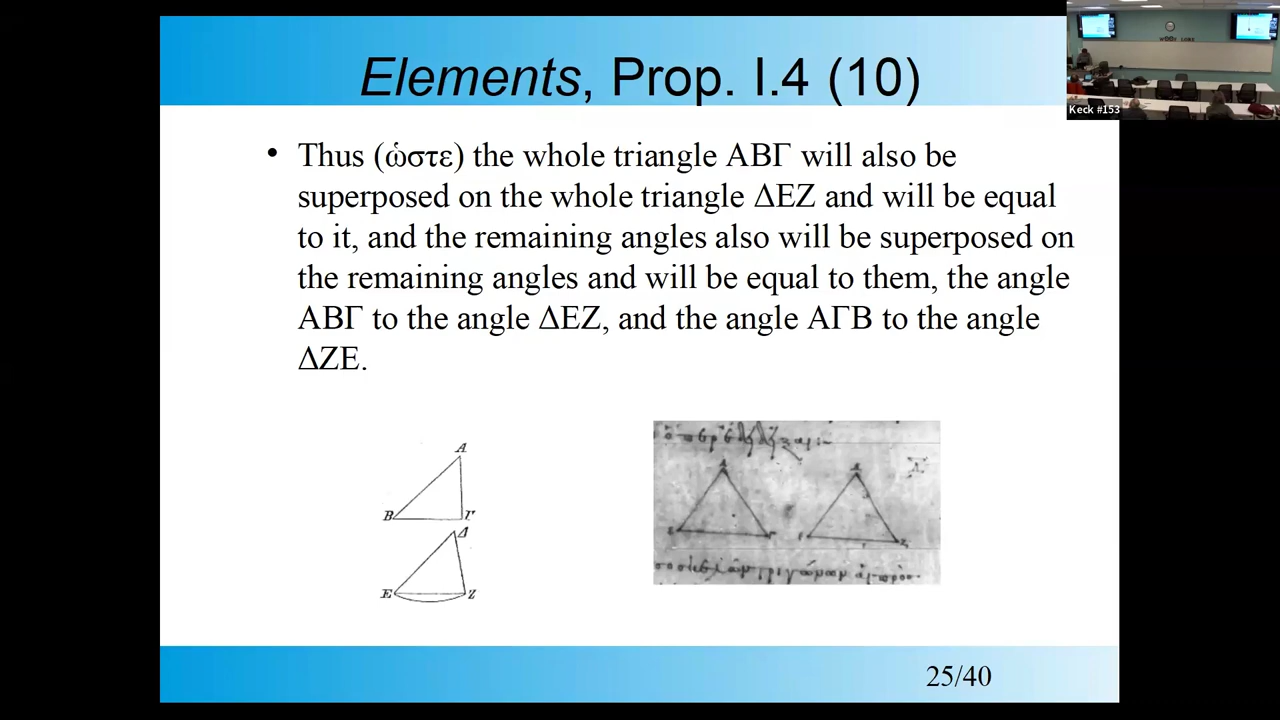 Elements, Prop. I.4 (10)
Keck #153
• Thus (ὡστε) the whole triangle ΑΒΓ will also be
superposed on the whole triangle ΔΕΖ and will be equal
to it, and the remaining angles also will be superposed on
the remaining angles and will be equal to them, the angle
ΑΒΓ to the angle ΔΕΖ, and the angle ΑΓΒ to the angle
ΔΖΕ.
Α
Β Γ
Δ
Ε Ζ
25/40